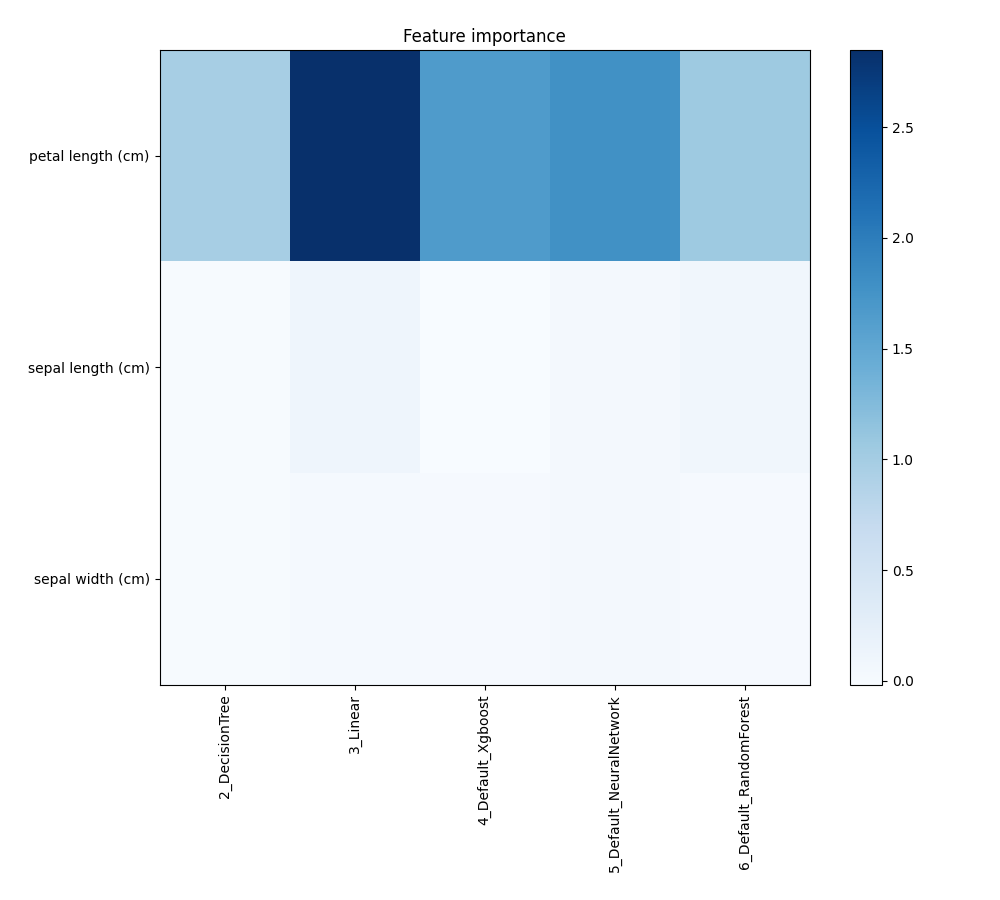 Feature importance
petal length (cm)
sepal length (cm)
sepal width (cm)
2_DecisionTree
3_Linear
4_Default_Xgboost
5_Default_NeuralNetwork
6_Default_RandomForest
2.5
2.0
1.5
1.0
0.5
0.0